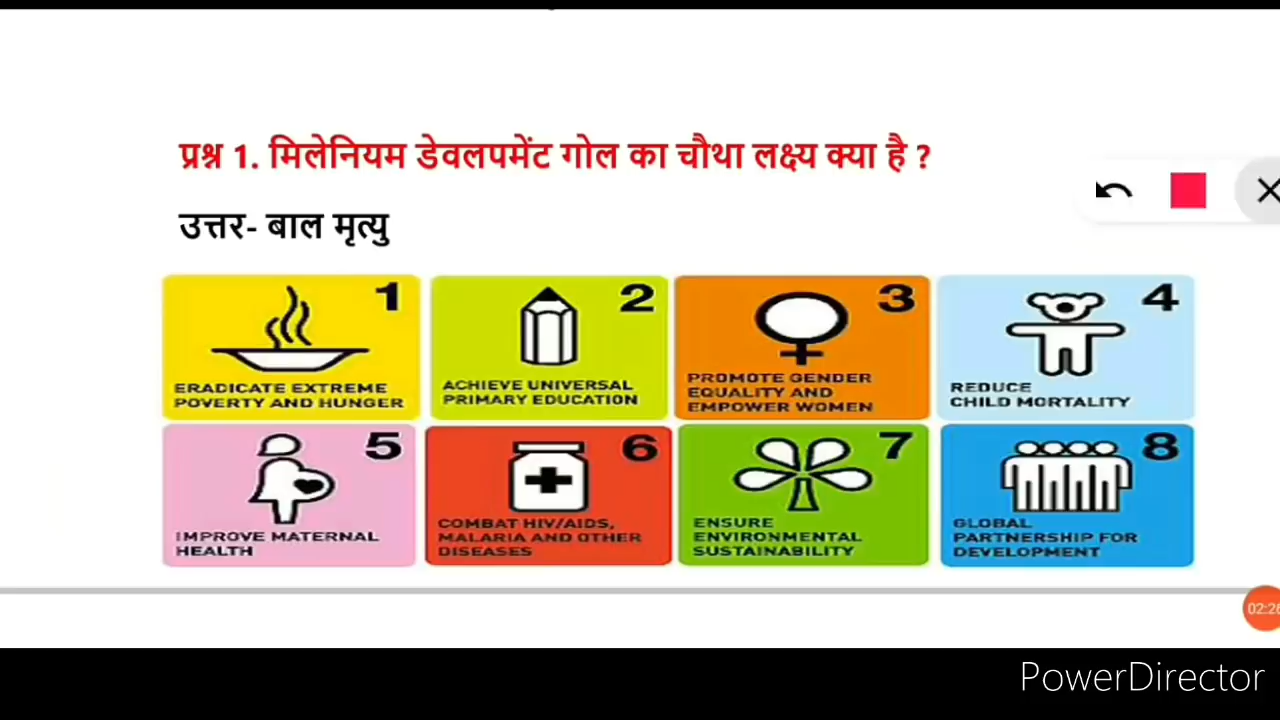 प्रश्न 1. मिलेनियम डेवलपमेंट गोल का चौथा लक्ष्य क्या है ?
उत्तर- बाल मृत्यु
1
ERADICATE EXTREME
POVERTY AND HUNGER
2
ACHIEVE UNIVERSAL
PRIMARY EDUCATION
3
PROMOTE GENDER
EQUALITY AND
EMPOWER WOMEN
4
REDUCE
CHILD MORTALITY
5
IMPROVE MATERNAL
HEALTH
6
COMBAT HIV/AIDS,
MALARIA AND OTHER
DISEASES
7
ENSURE
ENVIRONMENTAL
SUSTAINABILITY
8
GLOBAL
PARTNERSHIP FOR
DEVELOPMENT
PowerDirector